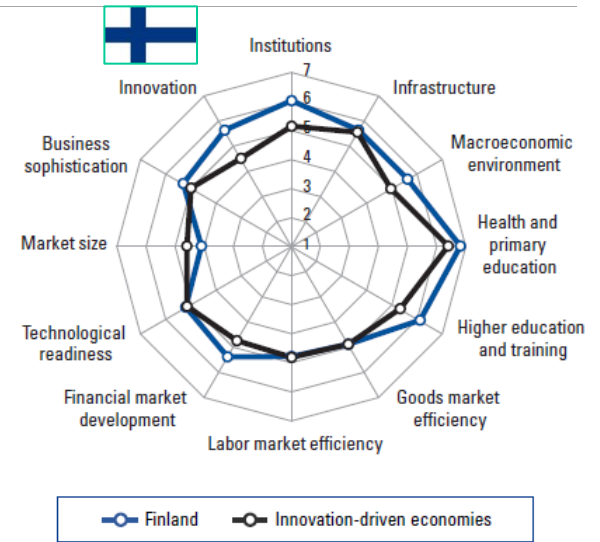 Institutions
Innovation
Infrastructure
Business
sophistication
Macroeconomic
environment
Market size
Health and
primary
education
Technological
readiness
Higher education
and training
Financial market
development
Goods market
efficiency
Labor market efficiency
7
6
5
4
3
2
1
Finland
Innovation-driven economies